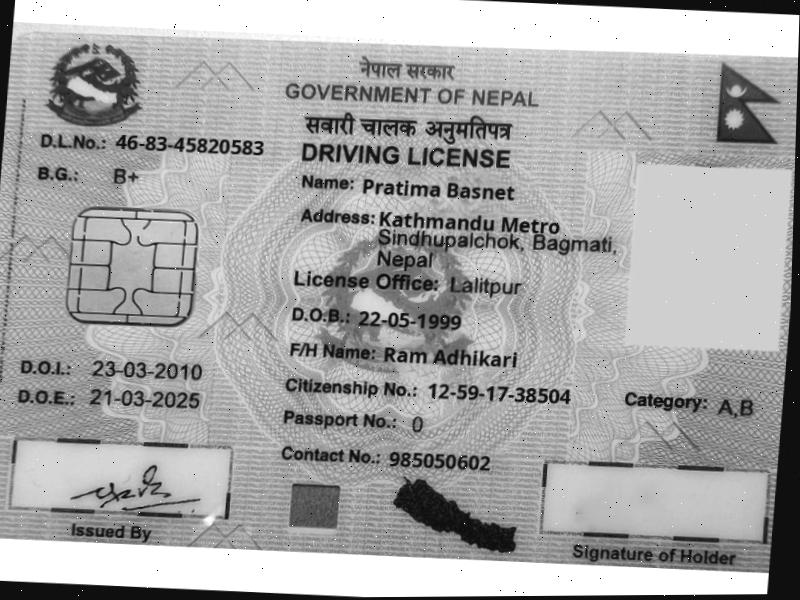 नेपाल सरकार
GOVERNMENT OF NEPAL
सवारी चालक अनुमतिपत्र
DRIVING LICENSE
D.L.No.: 46-83-45820583
B.G.: B+
Name: Pratima Basnet
Address: Kathmandu Metro
Sindhupalchok, Bagmati,
Nepal
License Office: Lalitpur
D.O.B.: 22-05-1999
F/H Name: Ram Adhikari
D.O.I.: 23-03-2010
Citizenship No.: 12-59-17-38504
D.O.E.: 21-03-2025
Category: A,B
Passport No.: 0
Contact No.: 985050602
Issued By
Signature of Holder